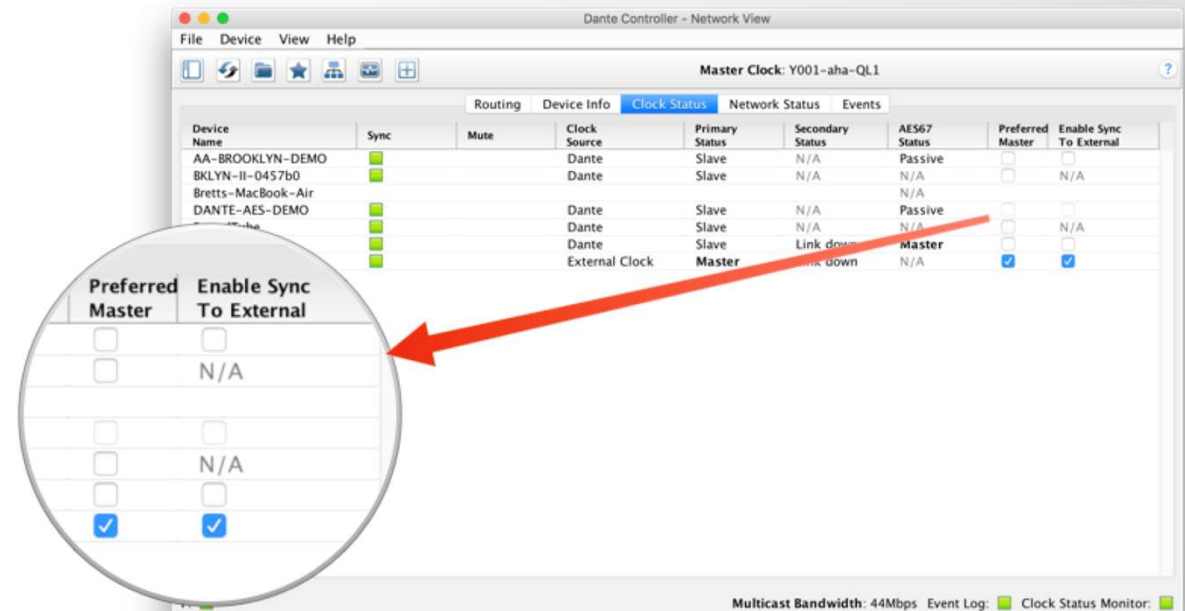 Dante Controller - Network View
File Device View Help
Master Clock: Y001-aha-QL1
?
Routing Device Info Clock Status Network Status Events
Device Name Sync Mute Clock Source Primary Status Secondary Status AES67 Status Preferred Master Enable Sync To External
AA-BROOKLYN-DEMO Dante Slave N/A Passive
BKLYN-II-0457b0 Dante Slave N/A N/A N/A
Bretts-MacBook-Air N/A
DANTE-AES-DEMO Dante Slave N/A Passive
Dante Slave N/A N/A N/A
Dante Slave Link down Master
External Clock Master down N/A
Preferred Enable Sync
Master To External
N/A
N/A
Multicast Bandwidth: 44Mbps Event Log: Clock Status Monitor: